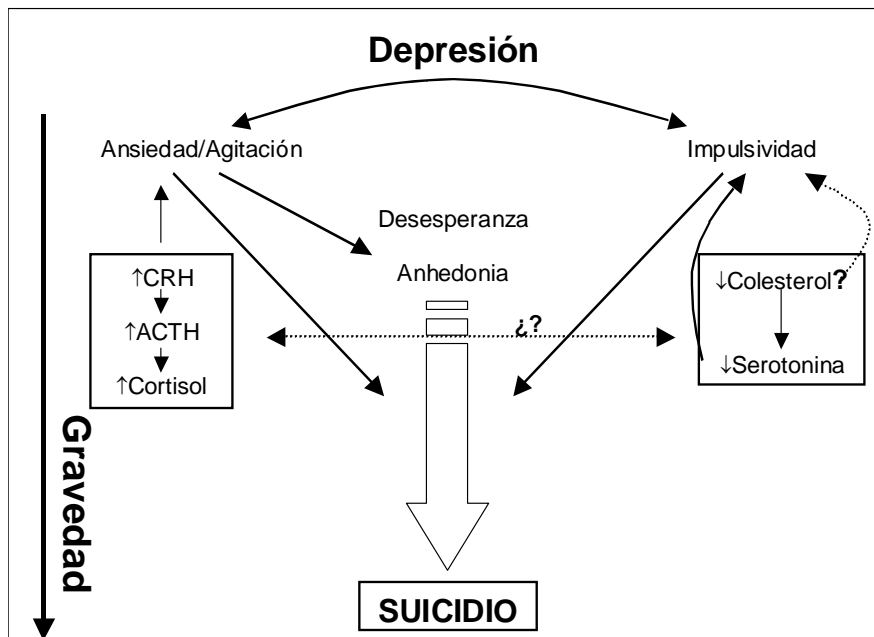 Depresión
Ansiedad/Agitación
Impulsividad
Desesperanza
Anhedonia
↑CRH
↑ACTH
↑Cortisol
¿?
↓Colesterol?
↓Serotonina
Gravedad
SUICIDIO